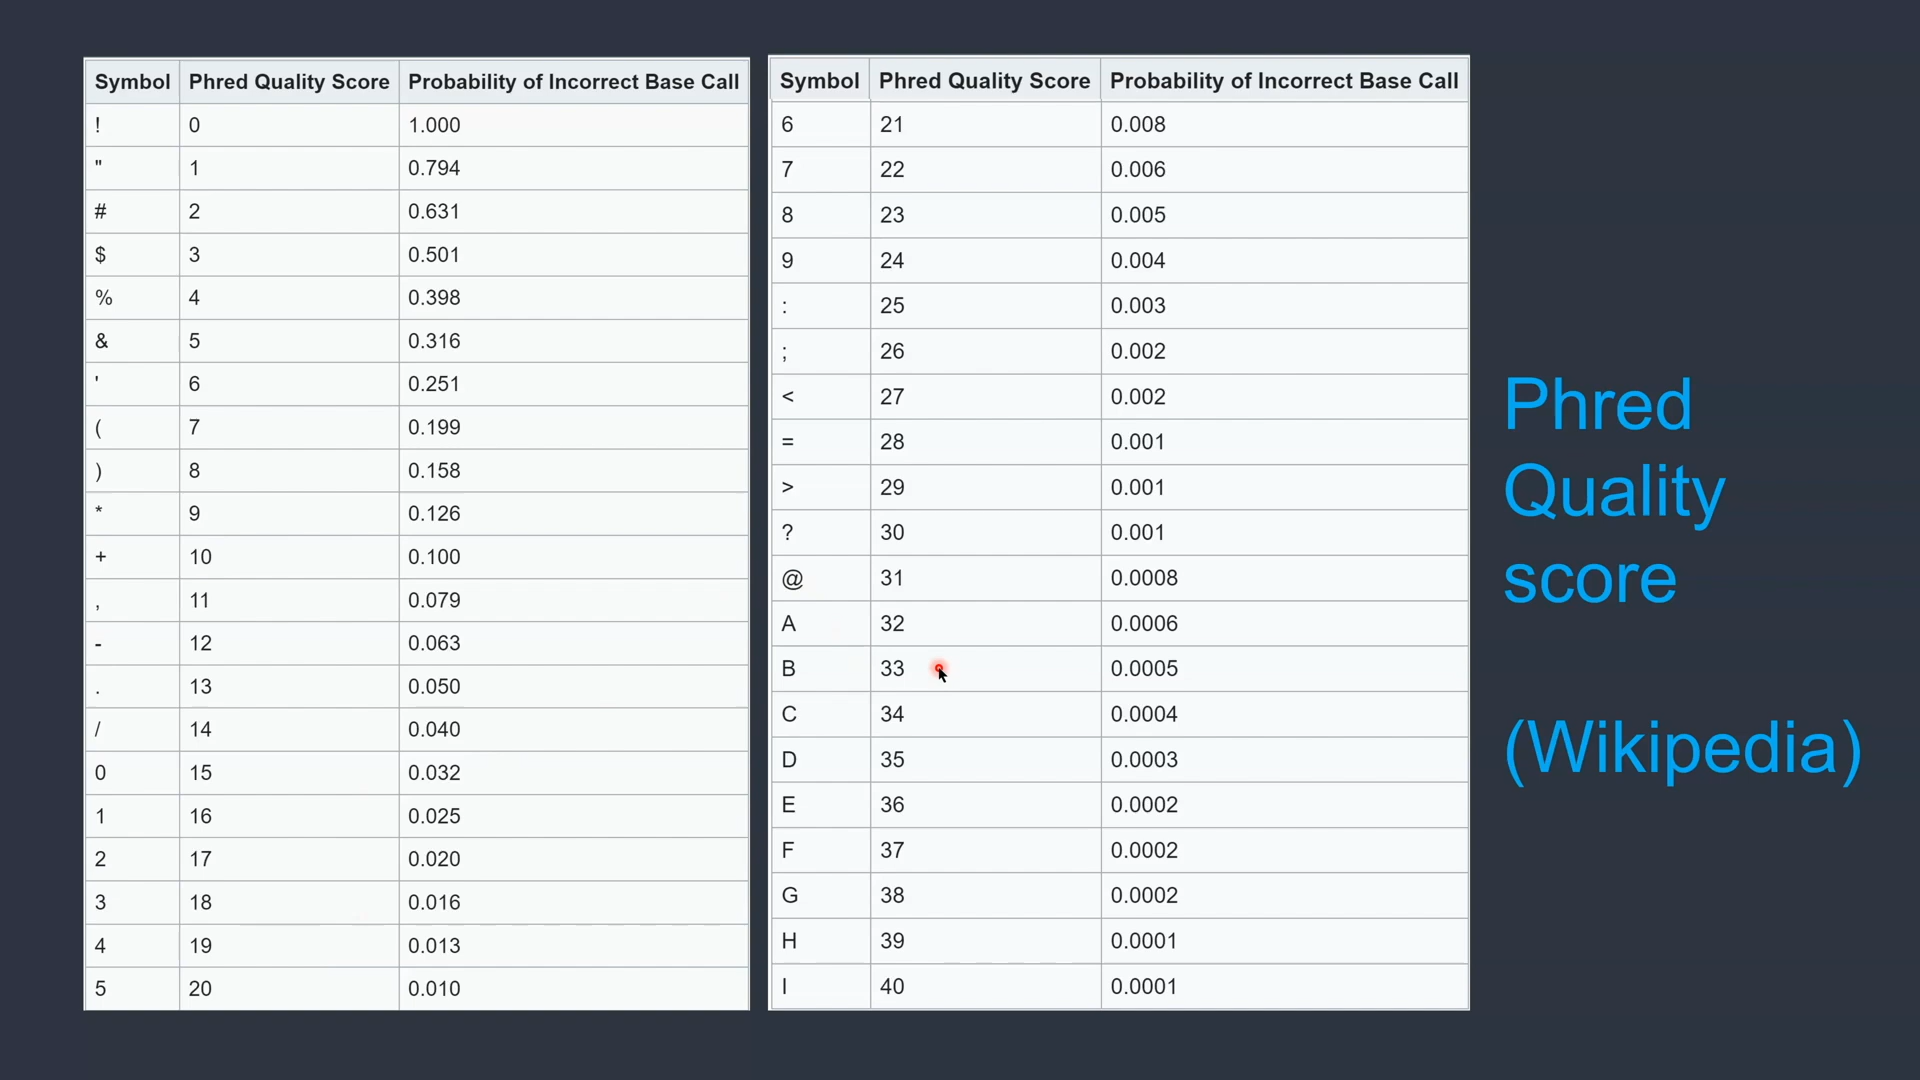 Symbol Phred Quality Score Probability of Incorrect Base Call
! 0 1.000
" 1 0.794
# 2 0.631
$ 3 0.501
% 4 0.398
& 5 0.316
' 6 0.251
( 7 0.199
) 8 0.158
* 9 0.126
+ 10 0.100
, 11 0.079
- 12 0.063
. 13 0.050
/ 14 0.040
0 15 0.032
1 16 0.025
2 17 0.020
3 18 0.016
4 19 0.013
5 20 0.010
Symbol Phred Quality Score Probability of Incorrect Base Call
6 21 0.008
7 22 0.006
8 23 0.005
9 24 0.004
: 25 0.003
; 26 0.002
< 27 0.002
= 28 0.001
> 29 0.001
? 30 0.001
@ 31 0.0008
A 32 0.0006
B 33 0.0005
C 34 0.0004
D 35 0.0003
E 36 0.0002
F 37 0.0002
G 38 0.0002
H 39 0.0001
I 40 0.0001
Phred
Quality
score
(Wikipedia)